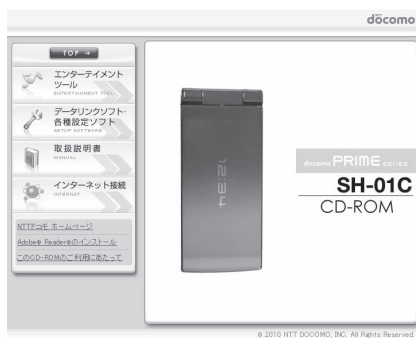 döcomo
TOP →
エンターテイメント
ツール
ENTERTAINMENT TOOL
データリンクソフト・
各種設定ソフト
SETUP SOFTWARE
取扱説明書
MANUAL
インターネット接続
INTERNET
NTTドコモ ホームページ
Adobe® Reader®のインストール
このCD-ROMのご利用にあたって
12:34
docomo PRIME SERIES
SH-01C
CD-ROM
© 2010 NTT DOCOMO, INC. All Rights Reserved.